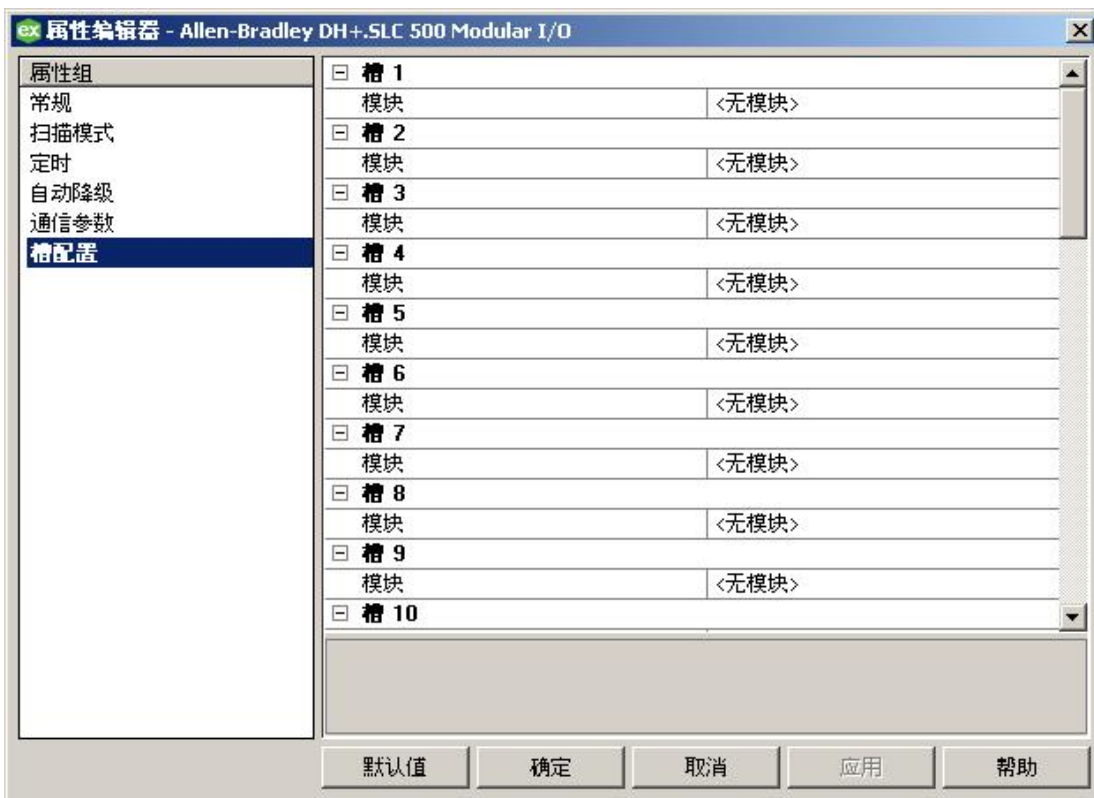 ex 属性编辑器 - Allen-Bradley DH+.SLC 500 Modular I/O
属性组
常规
扫描模式
定时
自动降级
通信参数
槽配置
槽 1
模块 <无模块>
槽 2
模块 <无模块>
槽 3
模块 <无模块>
槽 4
模块 <无模块>
槽 5
模块 <无模块>
槽 6
模块 <无模块>
槽 7
模块 <无模块>
槽 8
模块 <无模块>
槽 9
模块 <无模块>
槽 10
默认值 确定 取消 应用 帮助